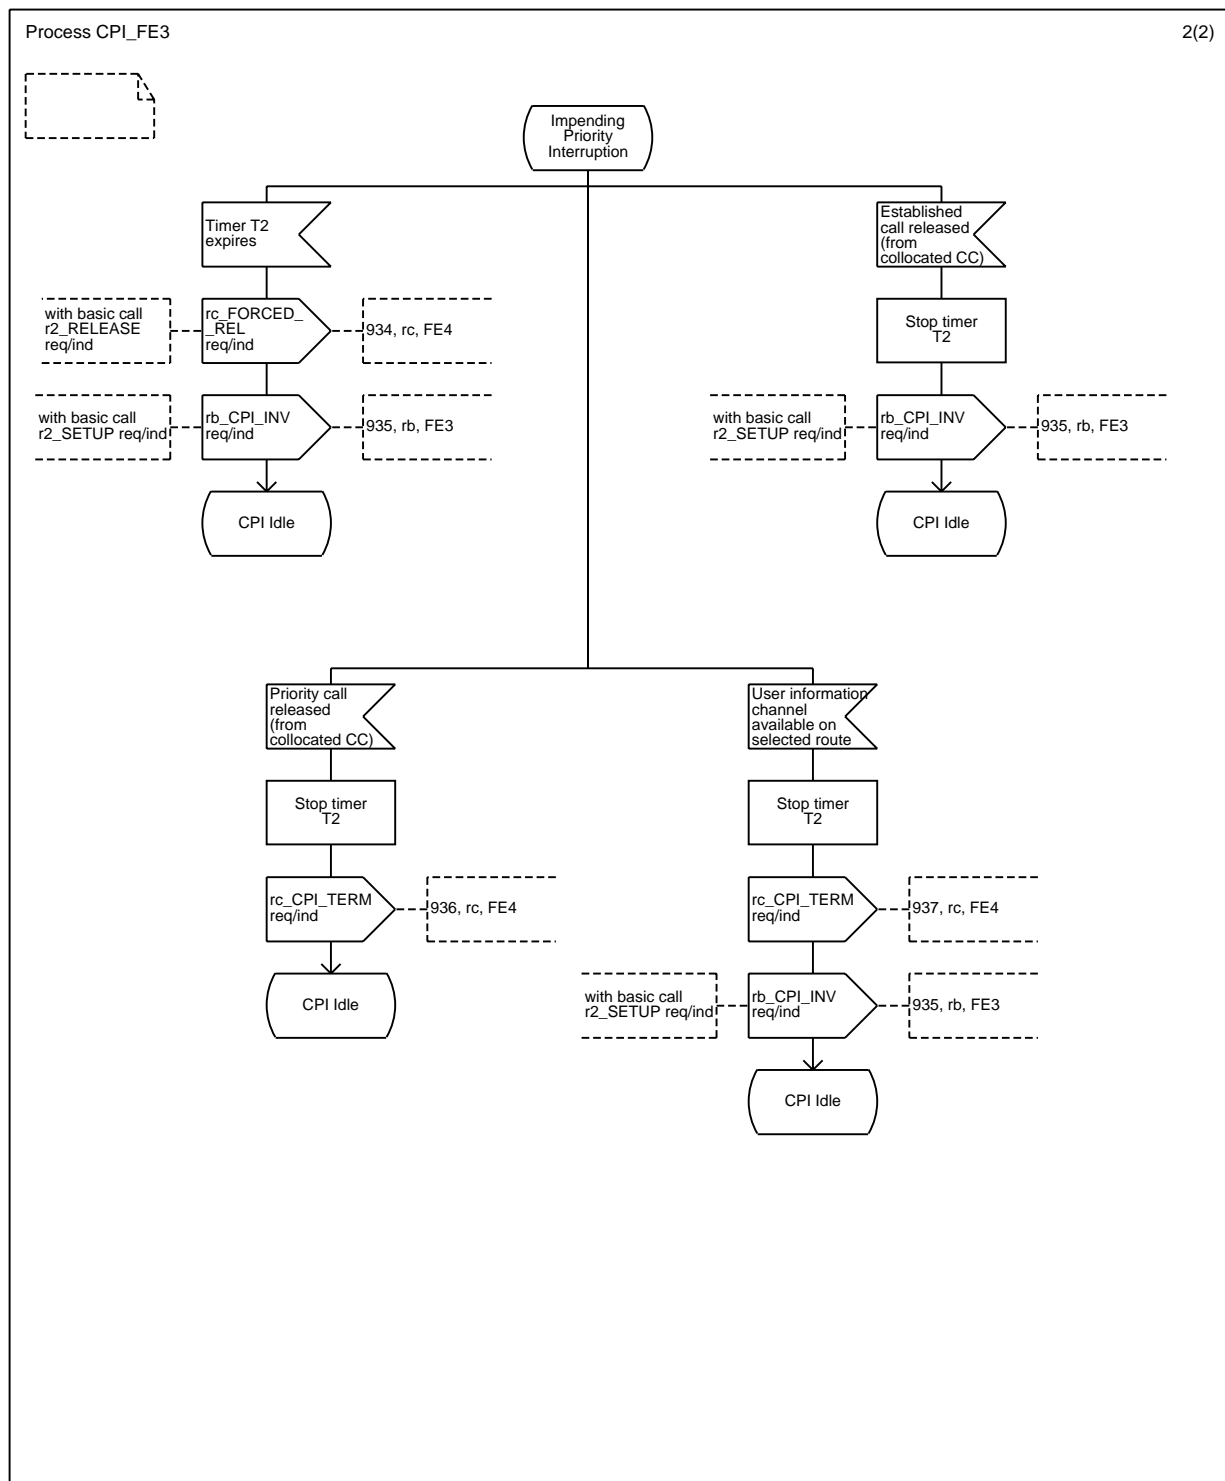 Process CPI_FE3
2(2)
Impending
Priority
Interruption
Timer T2
expires
Established
call released
(from
collocated CC)
with basic call
r2_RELEASE
req/ind
rc_FORCED_
_REL
req/ind
934, rc, FE4
Stop timer
T2
with basic call
r2_SETUP req/ind
rb_CPI_INV
req/ind
935, rb, FE3
with basic call
r2_SETUP req/ind
rb_CPI_INV
req/ind
935, rb, FE3
CPI Idle
CPI Idle
Priority call
released
(from
collocated CC)
User information
channel
available on
selected route
Stop timer
T2
Stop timer
T2
rc_CPI_TERM
req/ind
936, rc, FE4
rc_CPI_TERM
req/ind
937, rc, FE4
CPI Idle
with basic call
r2_SETUP req/ind
rb_CPI_INV
req/ind
935, rb, FE3
CPI Idle